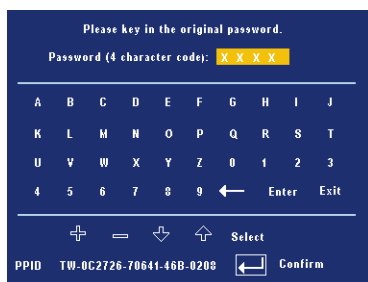 Please key in the original password.
Password (4 character code): X X X X
A B C D E F G H I J
K L M N O P Q R S T
U V W X Y Z 0 1 2 3
4 5 6 7 8 9 ← Enter Exit
Select
PPID TW-0C2726-70641-46B-0208 Confirm